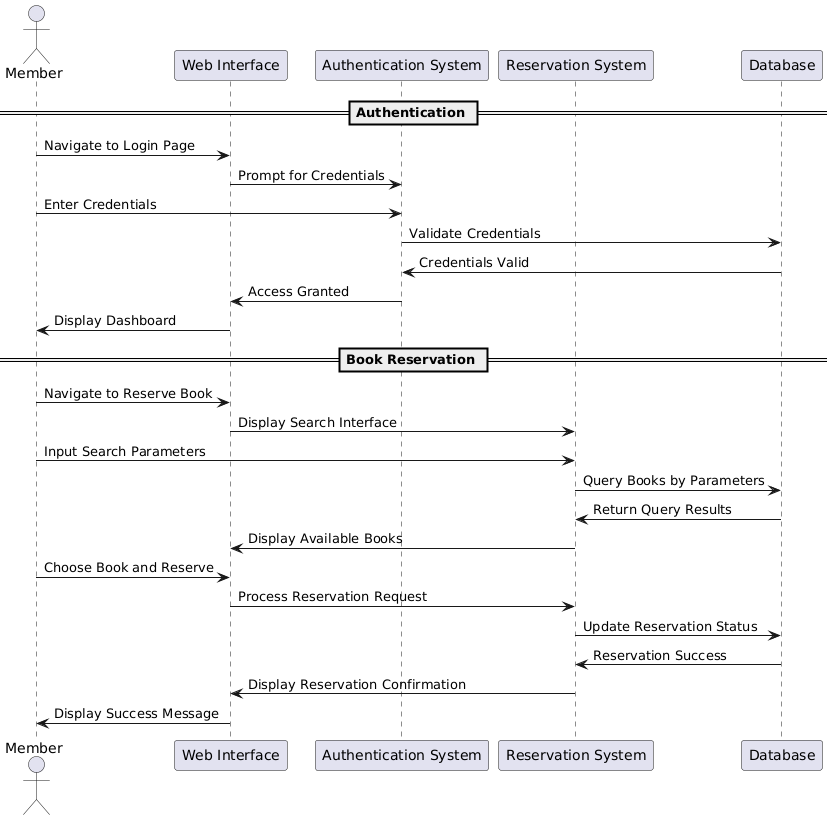 Member
Web Interface
Authentication System
Reservation System
Database
Authentication
Navigate to Login Page
Prompt for Credentials
Enter Credentials
Validate Credentials
Credentials Valid
Access Granted
Display Dashboard
Book Reservation
Navigate to Reserve Book
Display Search Interface
Input Search Parameters
Query Books by Parameters
Return Query Results
Display Available Books
Choose Book and Reserve
Process Reservation Request
Update Reservation Status
Reservation Success
Display Reservation Confirmation
Display Success Message
Member
Web Interface
Authentication System
Reservation System
Database